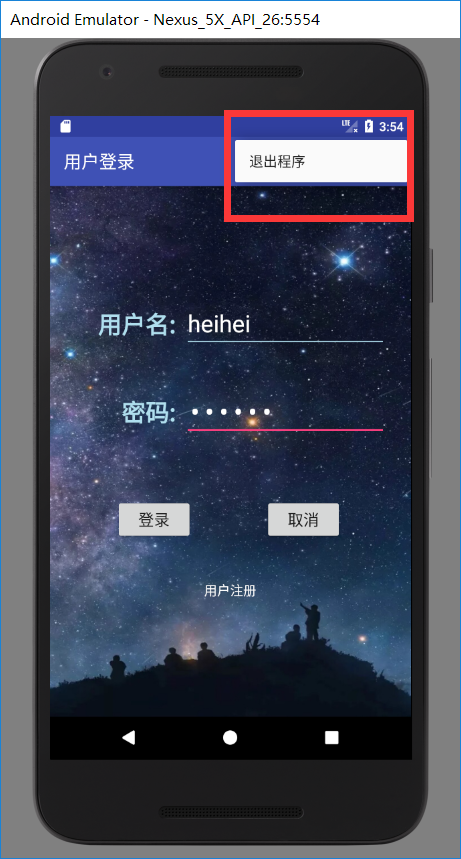 Android Emulator - Nexus_5X_API_26:5554
LTE 3:54
用户登录
退出程序
用户名: heihei
密码: ••••••
登录 取消
用户注册